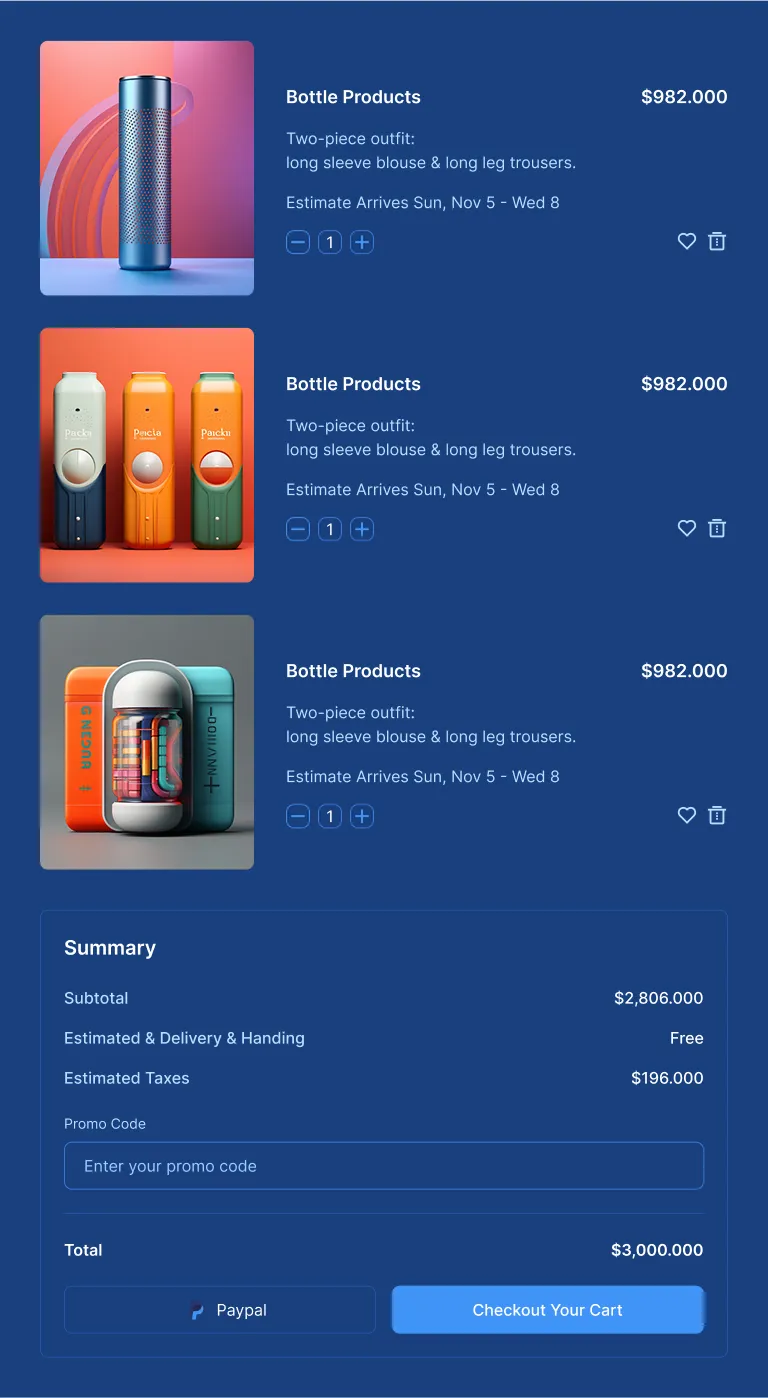 Bottle Products
$982.000
Two-piece outfit:
long sleeve blouse & long leg trousers.
Estimate Arrives Sun, Nov 5 - Wed 8
1
Bottle Products
$982.000
Two-piece outfit:
long sleeve blouse & long leg trousers.
Estimate Arrives Sun, Nov 5 - Wed 8
1
Bottle Products
$982.000
Two-piece outfit:
long sleeve blouse & long leg trousers.
Estimate Arrives Sun, Nov 5 - Wed 8
1
Summary
Subtotal
$2,806.000
Estimated & Delivery & Handing
Free
Estimated Taxes
$196.000
Promo Code
Enter your promo code
Total
$3,000.000
Paypal
Checkout Your Cart